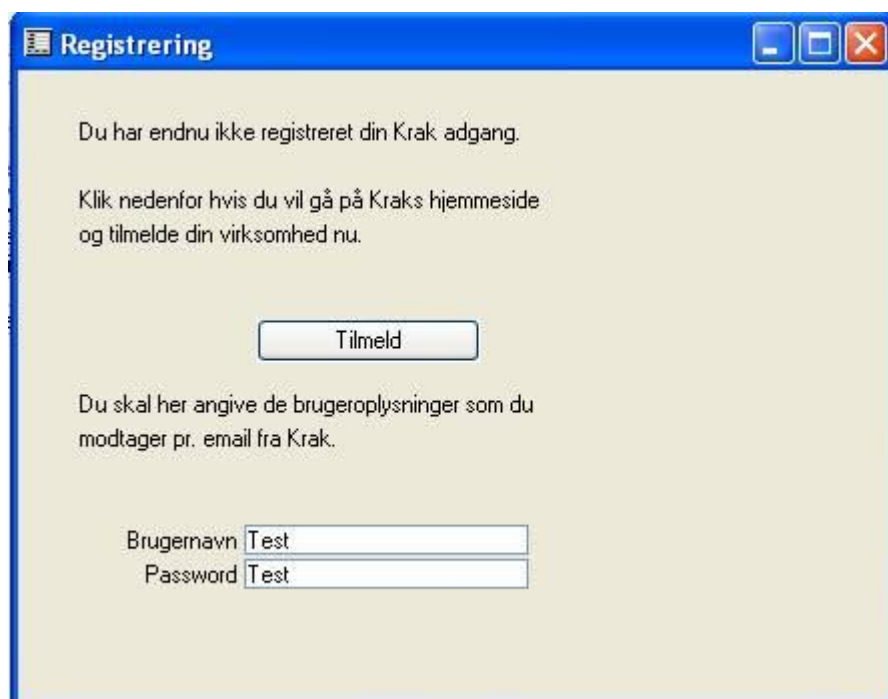 Registrering
Du har endnu ikke registreret din Krak adgang.
Klik nedenfor hvis du vil gå på Kraks hjemmeside
og tilmelde din virksomhed nu.
Tilmeld
Du skal her angive de brugeroplysninger som du
modtager pr. email fra Krak.
Brugernavn Test
Password Test